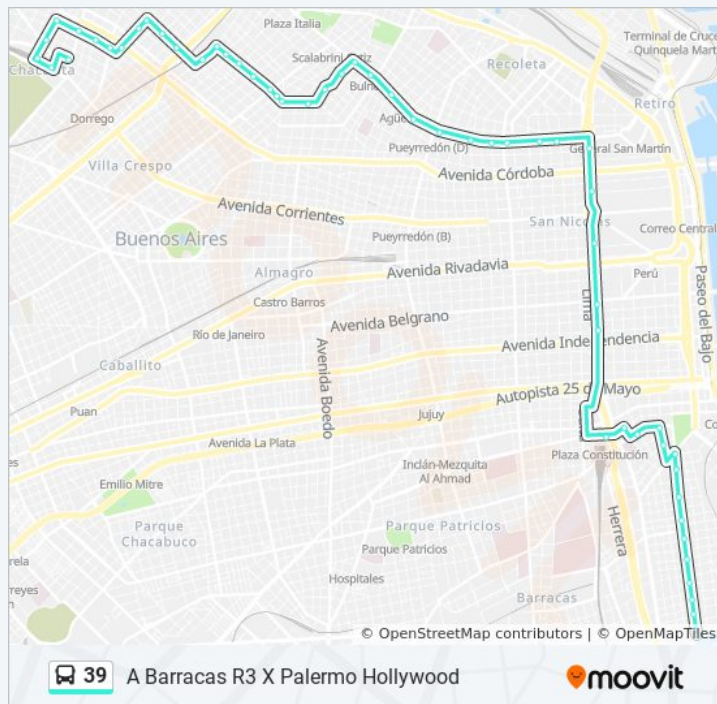 Plaza Italia
Terminal de Cruce
Quinquela Martín
Chacarita
Scalabrini Ortiz
Recoleta
Bulne
Retiro
Dorrego
Agüe
Pueyrredón (D)
General San Martín
Villa Crespo
Avenida Córdoba
Avenida Corrientes
San Nicolás
Buenos Aires
Pueyrredón (B)
Correo Central
Almagro
Avenida Rivadavia
Perú
Castro Barros
Lima
Paseo del Bajo
Río de Janeiro
Avenida Belgrano
Avenida Independencia
Avenida Boedo
Caballito
Autopista 25 de Mayo
Puan
Jujuy
Avenida La Plata
Plaza Constitución
Inclán-Mezquita
Al Ahmad
Emilio Mitre
Herrera
Parque
Chacabuco
Parque Patricios
Parque Patricios
Hospitales
Barracas
© OpenStreetMap contributors | © OpenMapTiles
39 A Barracas R3 X Palermo Hollywood
moovit